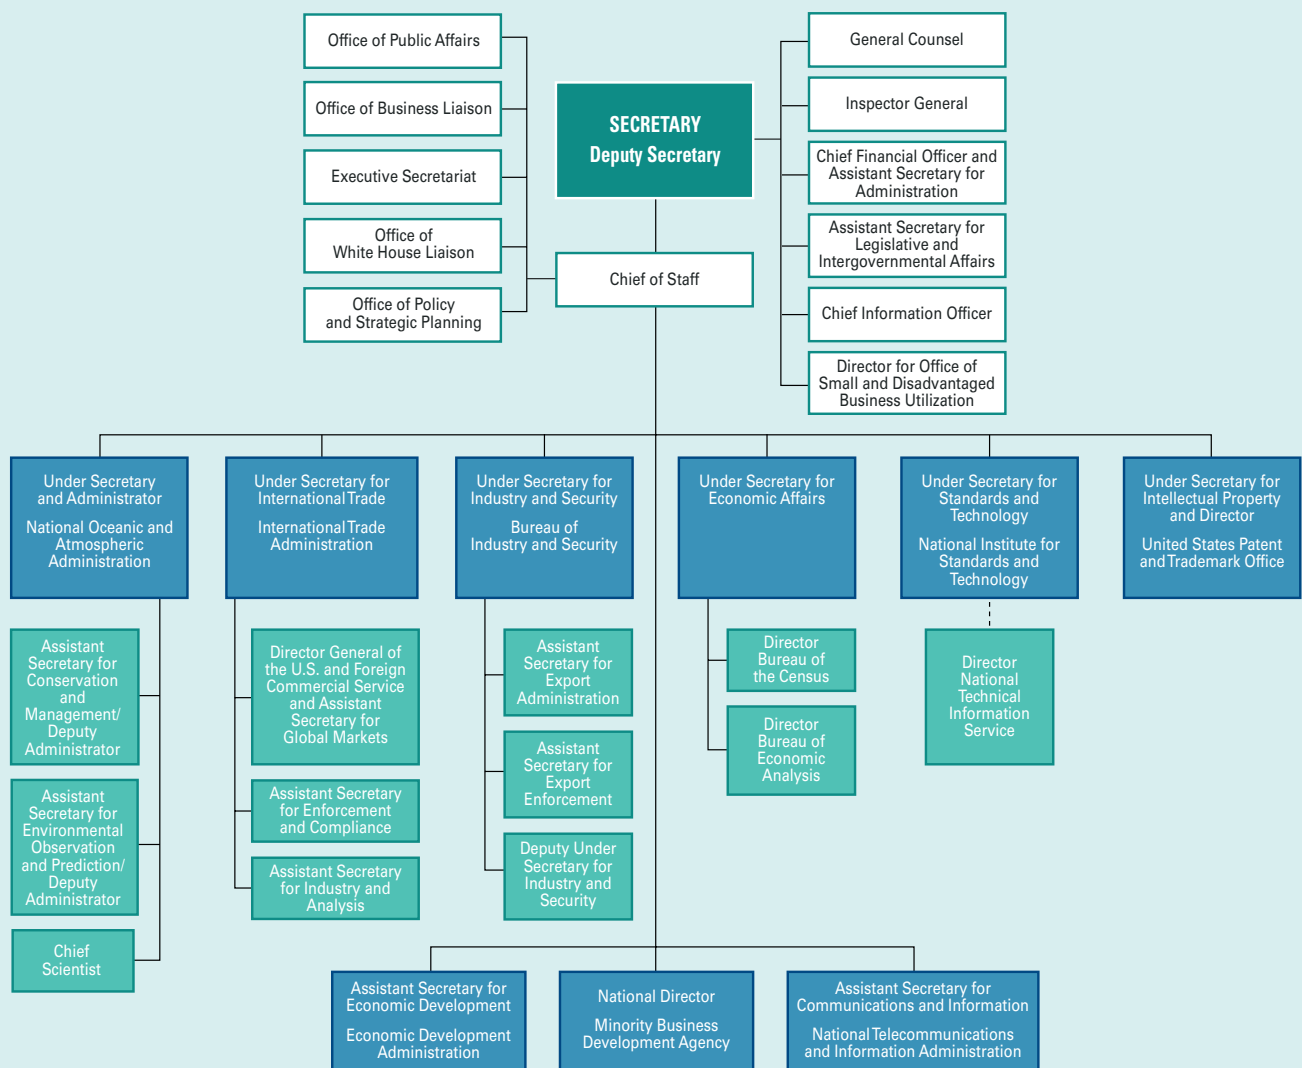 Office of Public Affairs
Office of Business Liaison
Executive Secretariat
Office of
White House Liaison
Office of Policy
and Strategic Planning
SECRETARY
Deputy Secretary
Chief of Staff
General Counsel
Inspector General
Chief Financial Officer and
Assistant Secretary for
Administration
Assistant Secretary for
Legislative and
Intergovernmental Affairs
Chief Information Officer
Director for Office of
Small and Disadvantaged
Business Utilization
Under Secretary
and Administrator
National Oceanic and
Atmospheric
Administration
Assistant
Secretary for
Conservation
and
Management/
Deputy
Administrator
Assistant
Secretary for
Environmental
Observation
and Prediction/
Deputy
Administrator
Chief
Scientist
Under Secretary for
International Trade
International Trade
Administration
Director General of
the U.S. and Foreign
Commercial Service
and Assistant
Secretary for
Global Markets
Assistant Secretary
for Enforcement
and Compliance
Assistant Secretary
for Industry and
Analysis
Under Secretary for
Industry and Security
Bureau of
Industry and Security
Assistant
Secretary for
Export
Administration
Assistant
Secretary for
Export
Enforcement
Deputy Under
Secretary for
Industry and
Security
Under Secretary for
Economic Affairs
Director
Bureau of
the Census
Director
Bureau of
Economic
Analysis
Under Secretary for
Standards and
Technology
National Institute for
Standards and
Technology
Director
National
Technical
Information
Service
Under Secretary for
Intellectual Property
and Director
United States Patent
and Trademark Office
Assistant Secretary for
Economic Development
Economic Development
Administration
National Director
Minority Business
Development Agency
Assistant Secretary for
Communications and Information
National Telecommunications
and Information Administration